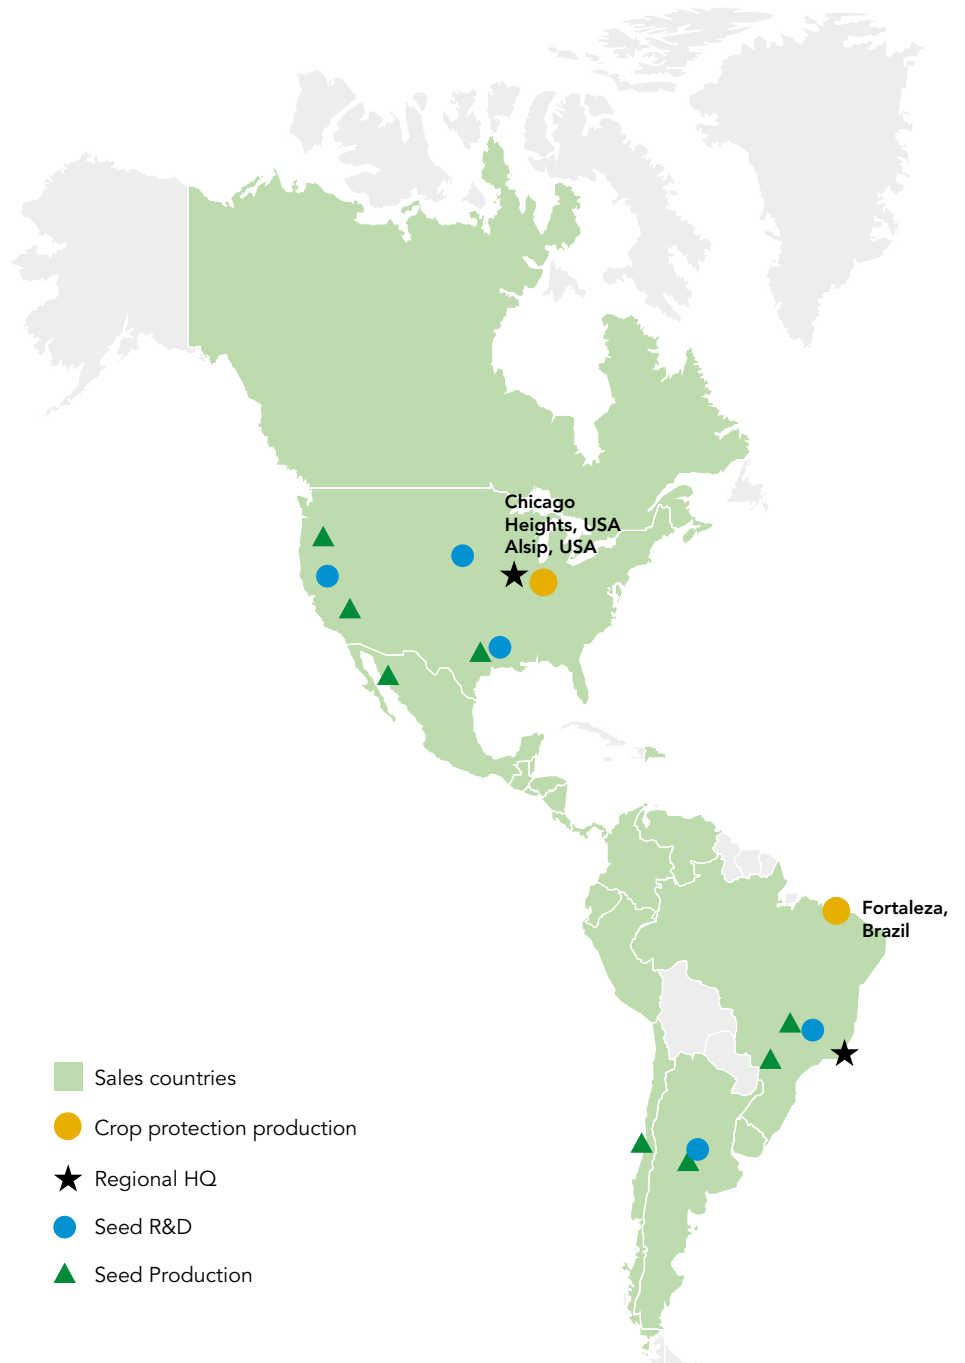 Chicago
Heights, USA
Alsip, USA
Fortaleza,
Brazil
Sales countries
Crop protection production
Regional HQ
Seed R&D
Seed Production